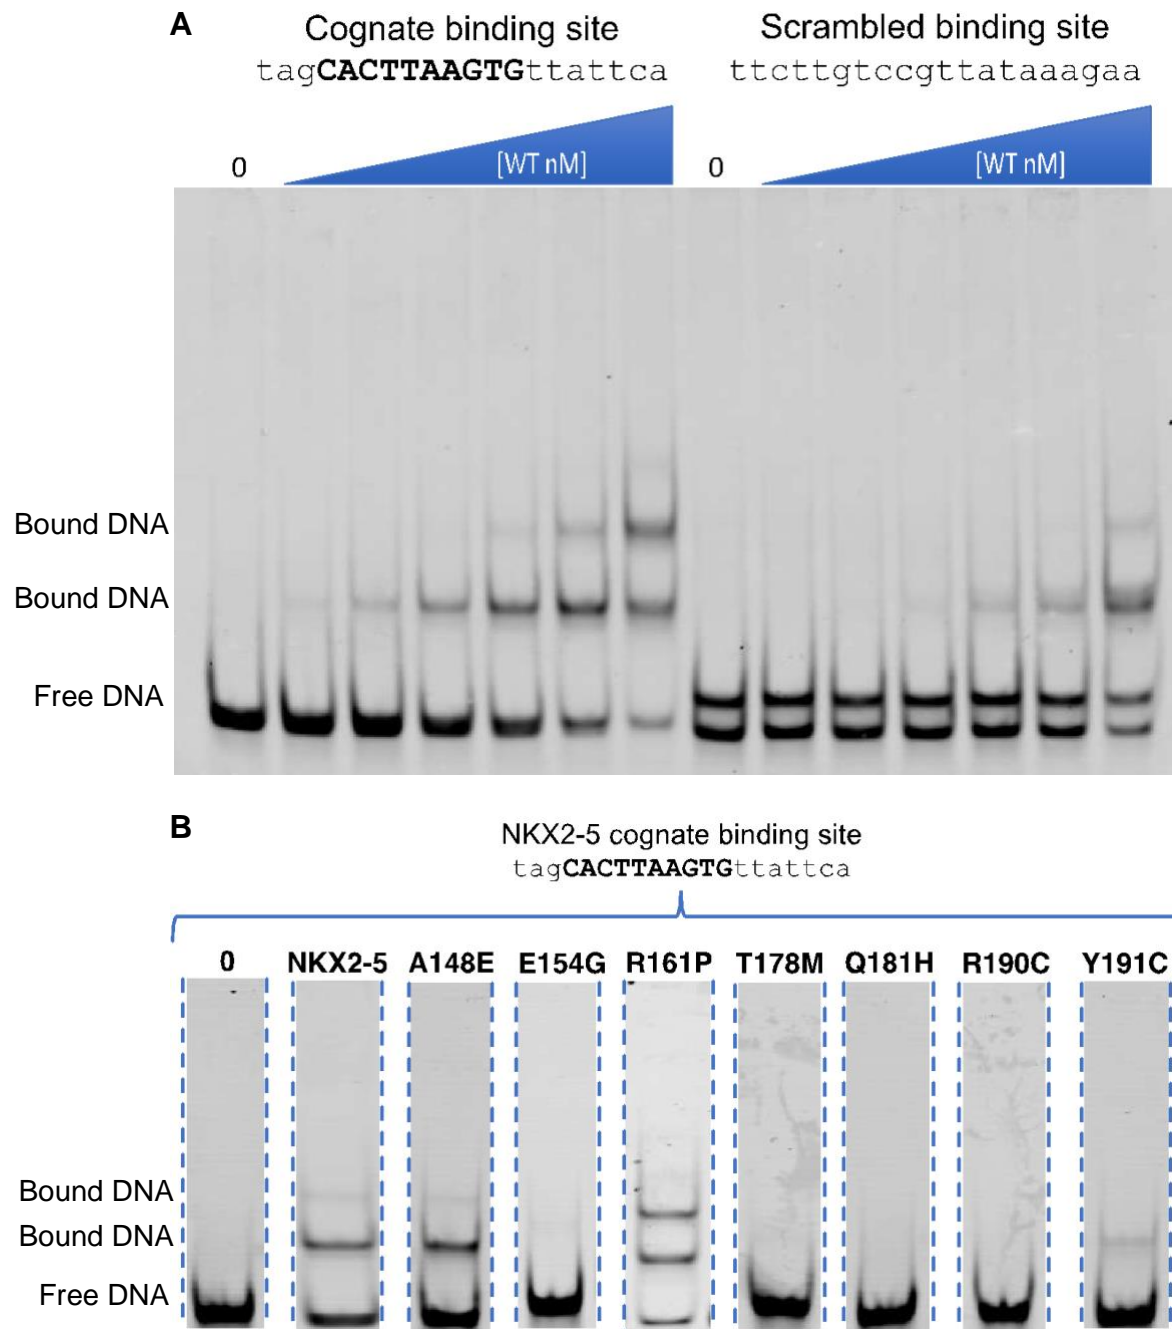 A
Cognate binding site
tagCACTTAAGTGttattca
Scrambled binding site
ttcttgtccgttataaagaa
0
[WT nM]
0
[WT nM]
Bound DNA
Bound DNA
Free DNA
B
NKX2-5 cognate binding site
tagCACTTAAGTGttattca
0 NKX2-5 A148E E154G R161P T178M Q181H R190C Y191C
Bound DNA
Bound DNA
Free DNA